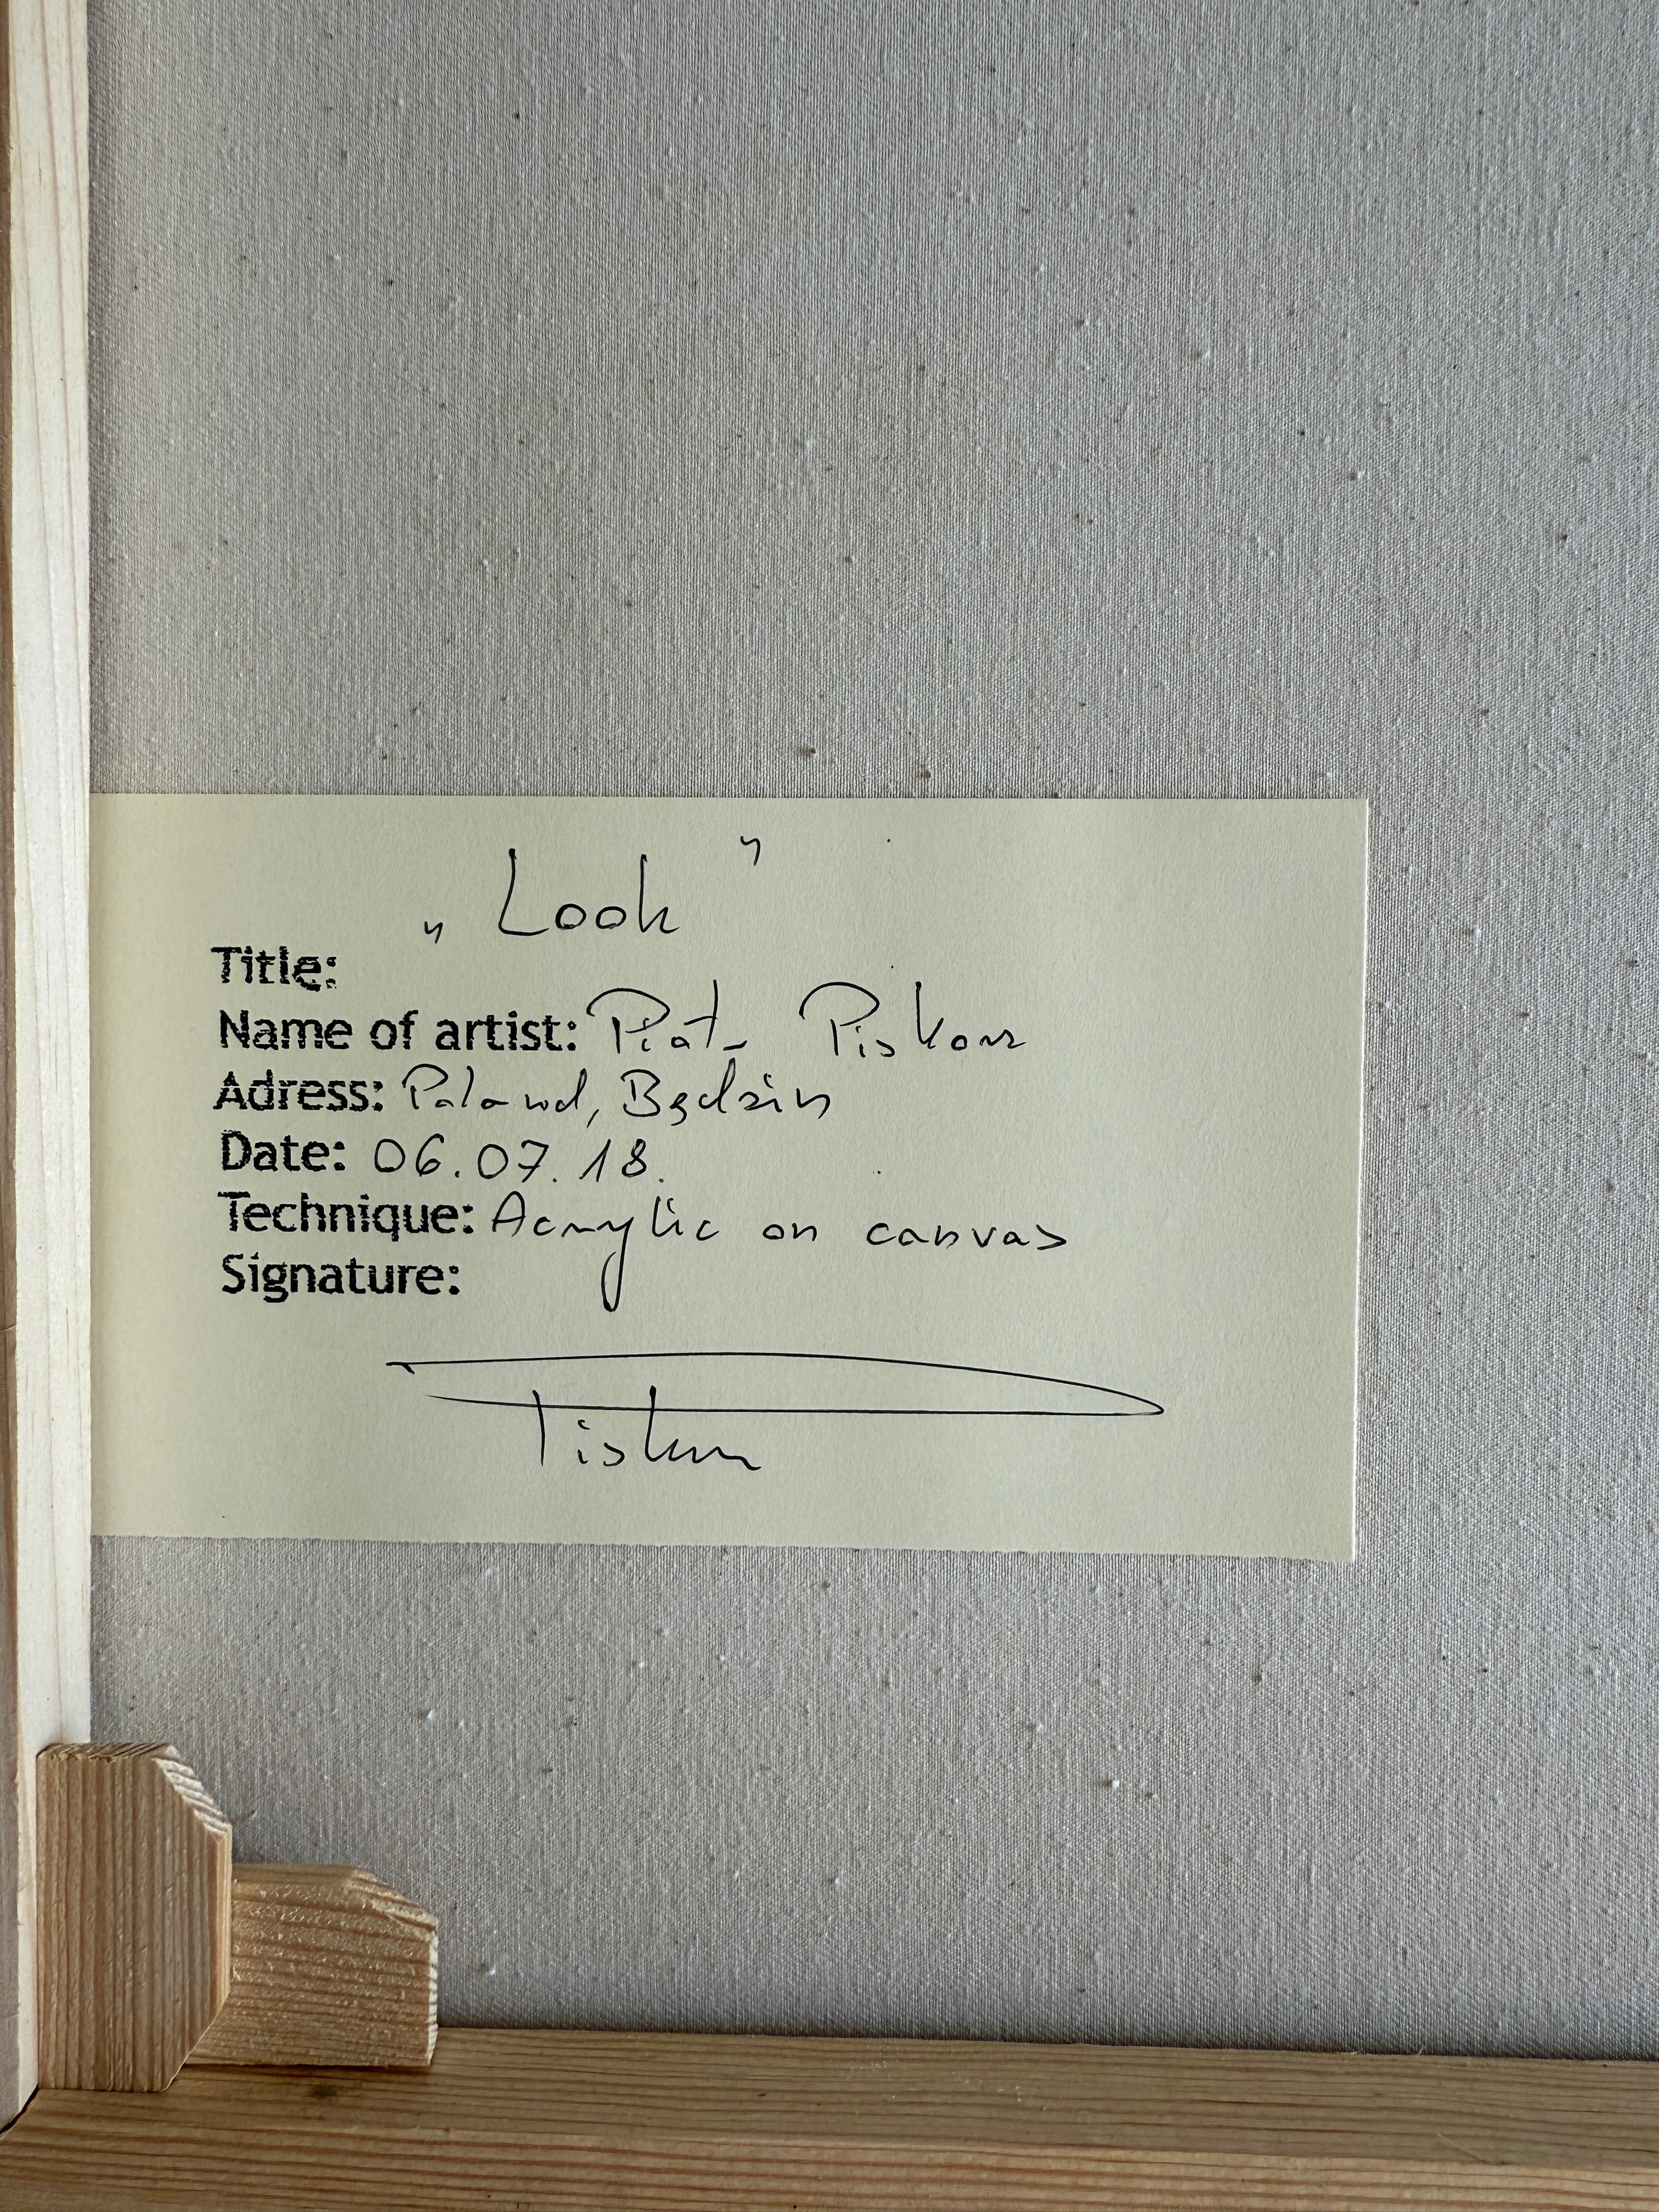 „Look”
Title:
Name of artist: Piotr Piskorz
Adress: Poland, Będzin
Date: 06.07.18.
Technique: Acrylic on canvas
Signature: